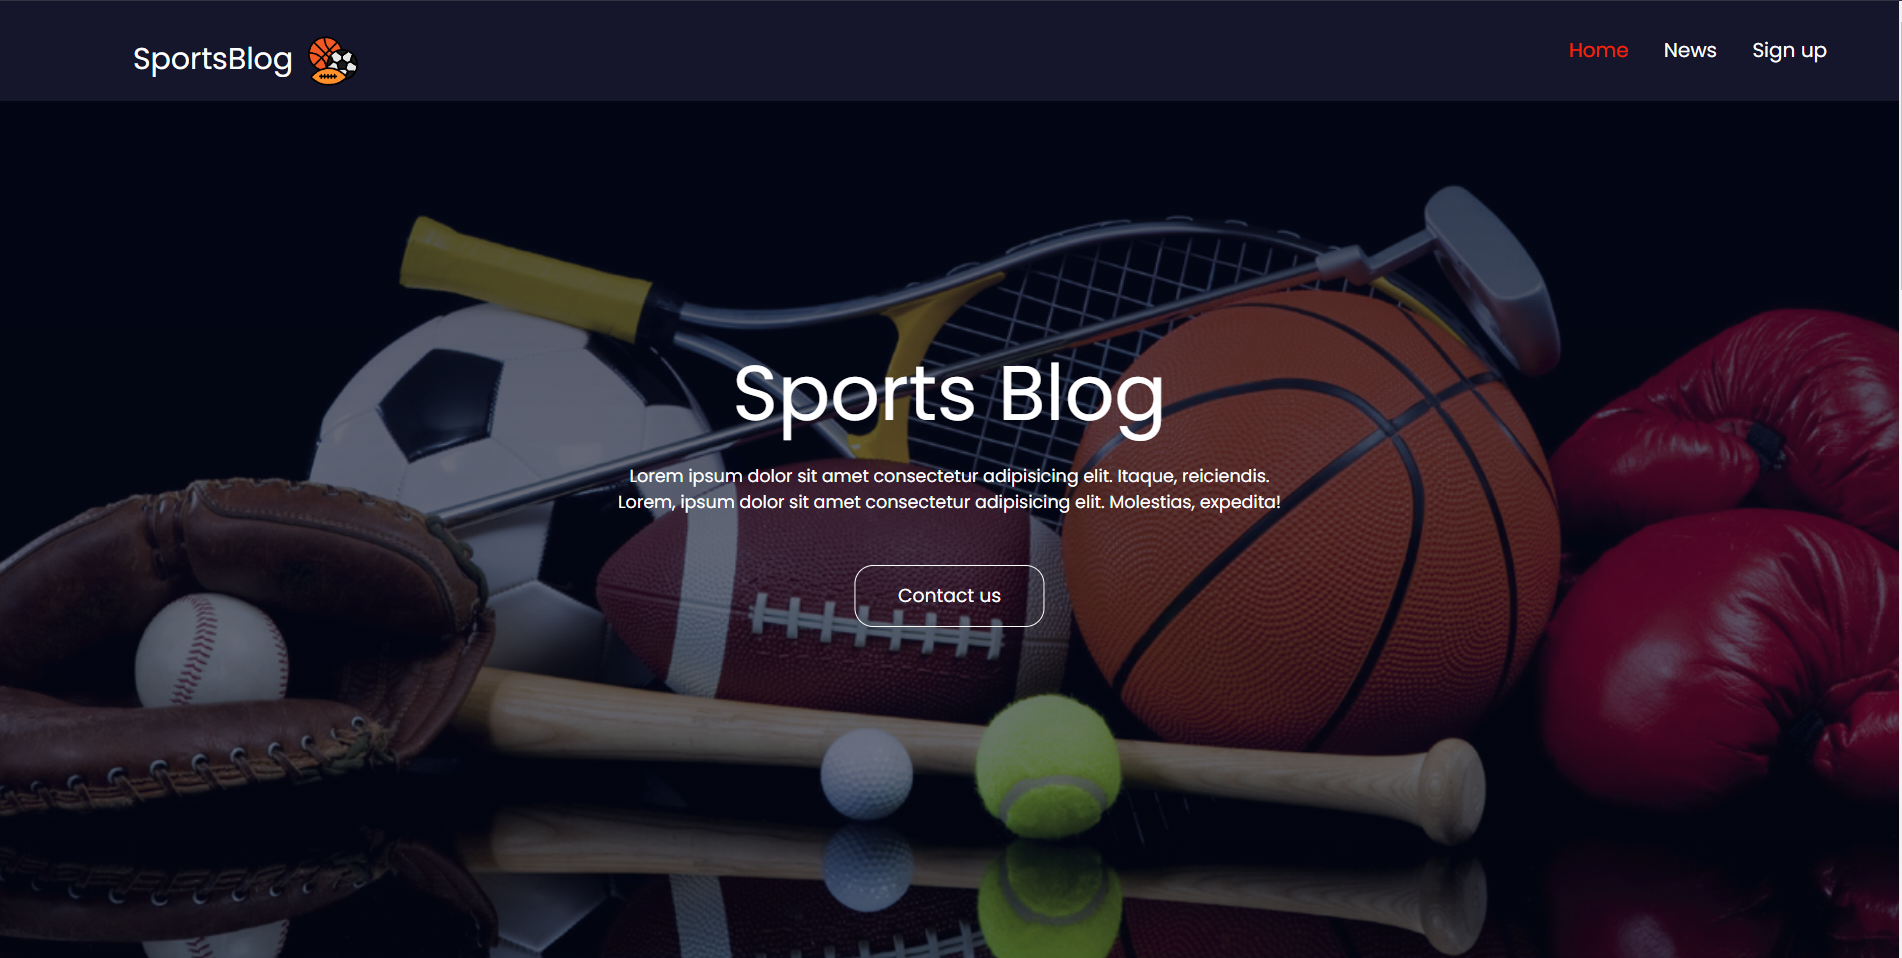 SportsBlog
Home News Sign up
Sports Blog
Lorem ipsum dolor sit amet consectetur adipisicing elit. Itaque, reiciendis.
Lorem, ipsum dolor sit amet consectetur adipisicing elit. Molestias, expedita!
Contact us